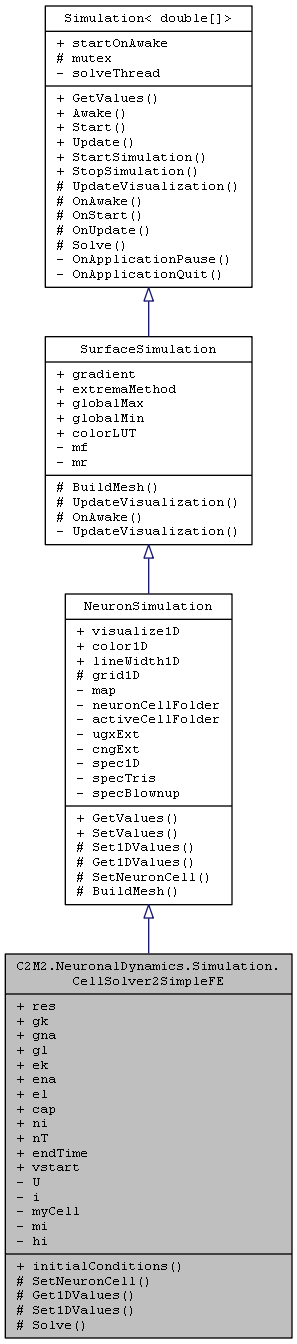 Simulation< double[]>
+ startOnAwake
# mutex
- solveThread
+ GetValues()
+ Awake()
+ Start()
+ Update()
+ StartSimulation()
+ StopSimulation()
# UpdateVisualization()
# OnAwake()
# OnStart()
# OnUpdate()
# Solve()
- OnApplicationPause()
- OnApplicationQuit()
SurfaceSimulation
+ gradient
+ extremaMethod
+ globalMax
+ globalMin
+ colorLUT
- mf
- mr
# BuildMesh()
# UpdateVisualization()
# OnAwake()
- UpdateVisualization()
NeuronSimulation
+ visualize1D
+ color1D
+ lineWidth1D
# grid1D
- map
- neuronCellFolder
- activeCellFolder
- ugxExt
- cngExt
- spec1D
- specTris
- specBlownup
+ GetValues()
+ SetValues()
# Set1DValues()
# Get1DValues()
# SetNeuronCell()
# BuildMesh()
C2M2.NeuronalDynamics.Simulation.
CellSolver2SimpleFE
+ res
+ gk
+ gna
+ gl
+ ek
+ ena
+ el
+ cap
+ ni
+ nT
+ endTime
+ vstart
- U
- i
- myCell
- mi
- hi
+ initialConditions()
# SetNeuronCell()
# Get1DValues()
# Set1DValues()
# Solve()